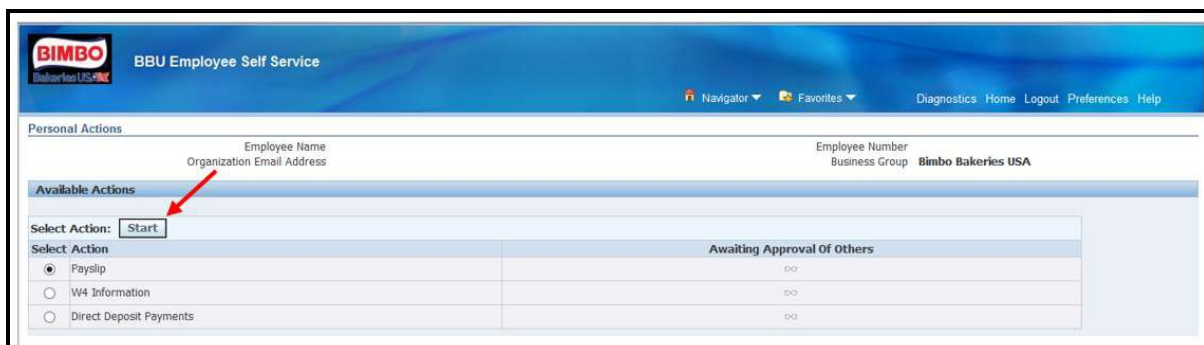 BIMBO
Bakeries USA
BBU Employee Self Service
Navigator Favorites Diagnostics Home Logout Preferences Help
Personal Actions
Employee Name Employee Number
Organization Email Address Business Group Bimbo Bakeries USA
Available Actions
Select Action: Start
Select Action Awaiting Approval Of Others
Payslip
W4 Information
Direct Deposit Payments